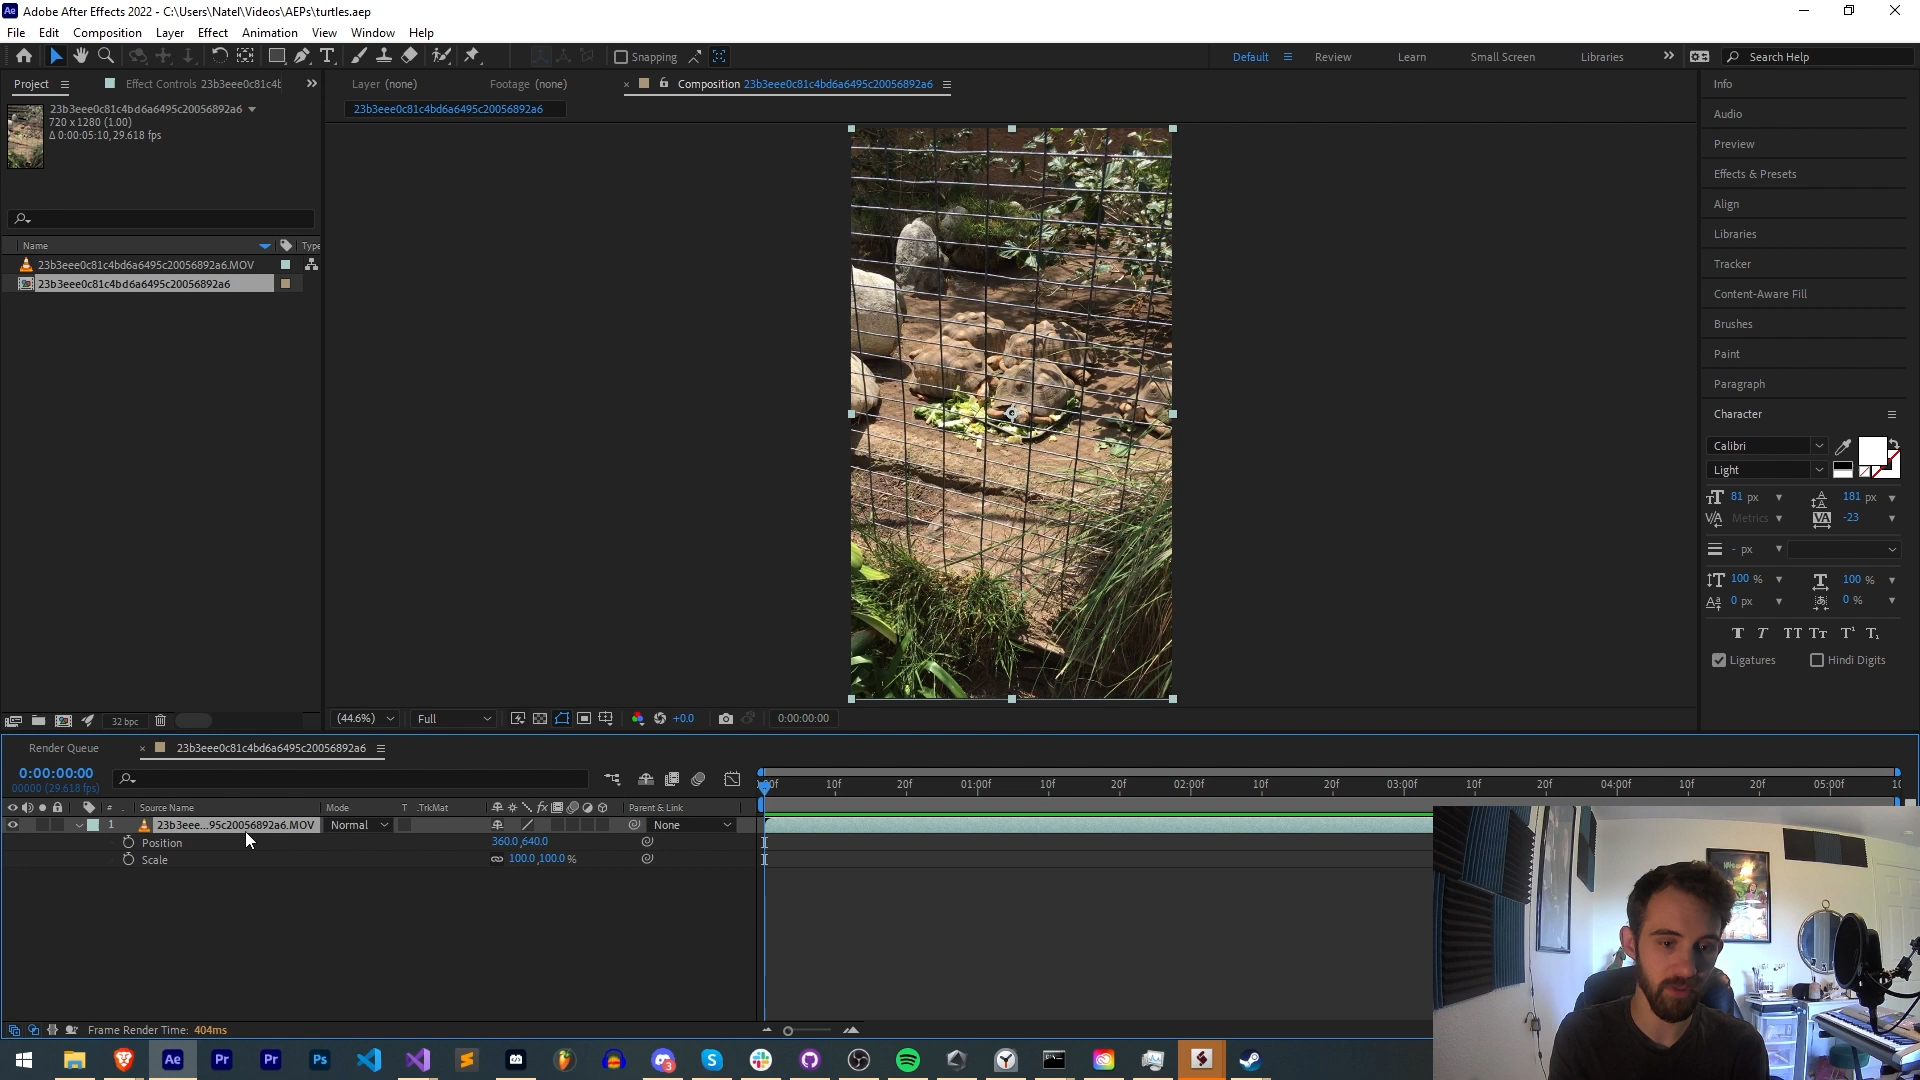 Adobe After Effects 2022 - C:\Users\Natel\Videos\AEPs\turtles.aep
File Edit Composition Layer Effect Animation View Window Help
Snapping
Default Review Learn Small Screen Libraries Search Help
Project Effect Controls 23b3eee0c81c4b
Layer (none) Footage (none) Composition 23b3eee0c81c4bd6a6495c20056892a6
23b3eee0c81c4bd6a6495c20056892a6
720 x 1280 (1.00)
Δ 0:00:05:10, 29.618 fps
23b3eee0c81c4bd6a6495c20056892a6
Name Type
23b3eee0c81c4bd6a6495c20056892a6.MOV
23b3eee0c81c4bd6a6495c20056892a6
32 bpc
(44.6%) Full +0.0 0:00:00:00
Info
Audio
Preview
Effects & Presets
Align
Libraries
Tracker
Content-Aware Fill
Brushes
Paint
Paragraph
Character
Calibri
Light
81 px 181 px
Metrics -23
- px
100 % 100 %
0 px 0 %
Ligatures Hindi Digits
Render Queue 23b3eee0c81c4bd6a6495c20056892a6
0:00:00:00
00000 (29.618 fps)
:00f 10f 20f 01:00f 10f 20f 02:00f 10f 20f 03:00f 10f 20f 04:00f 10f 20f 05:00f 10
# Source Name Mode T .TrkMat Parent & Link
1 23b3eee...95c20056892a6.MOV Normal None
Position 360.0,640.0
Scale 100.0,100.0 %
Frame Render Time: 404ms
Ae Pr Pr Ps
3